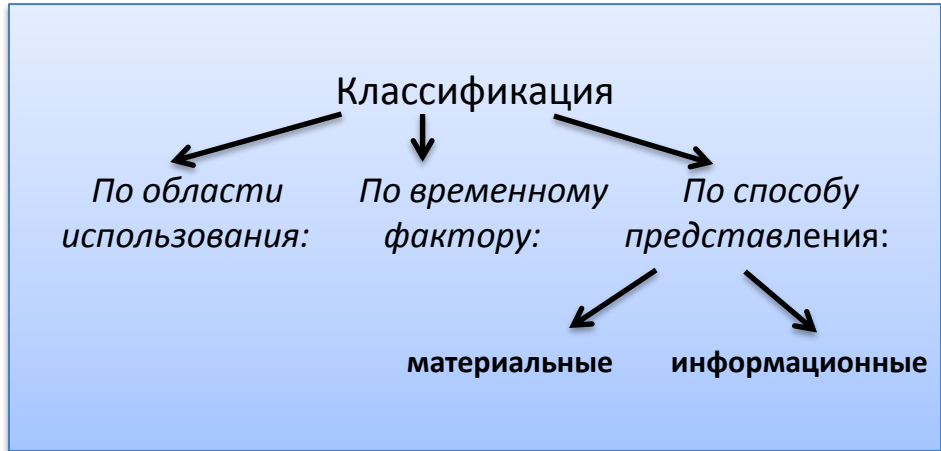 Классификация
По области
использования:
По временному
фактору:
По способу
представления:
материальные
информационные